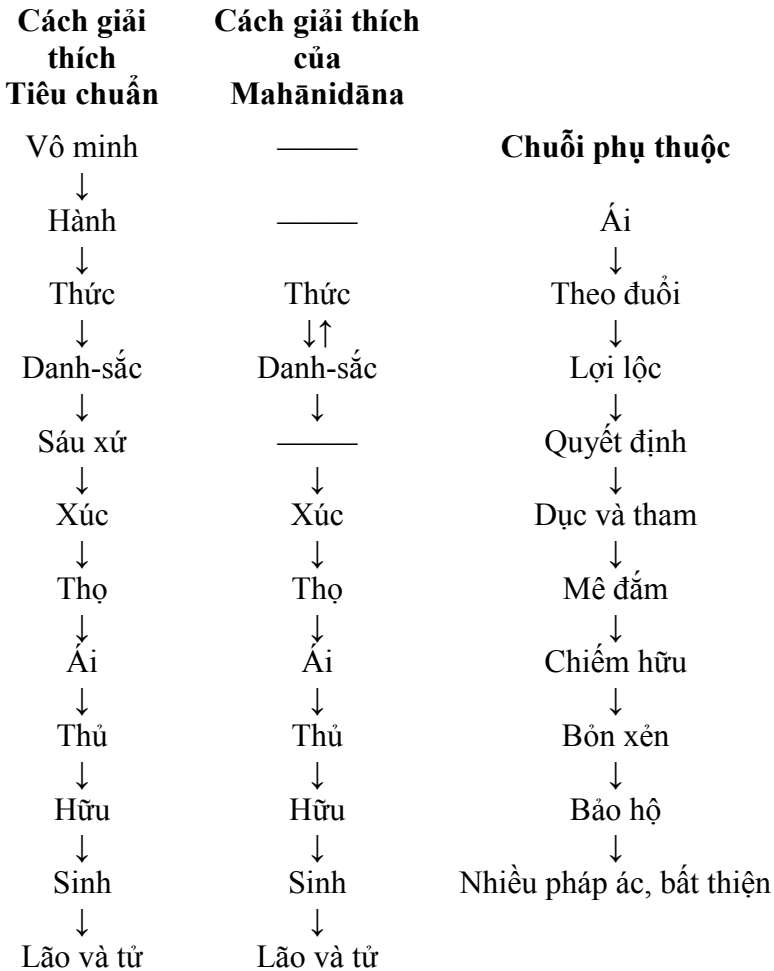 Cách giải
thích
Tiêu chuẩn
Cách giải thích
của
Mahānidāna
Vô minh ——— Chuỗi phụ thuộc
↓
Hành ——— Ái
↓ ↓
Thức Thức Theo đuổi
↓ ↓↑ ↓
Danh-sắc Danh-sắc Lợi lộc
↓ ↓ ↓
Sáu xứ ——— Quyết định
↓ ↓ ↓
Xúc Xúc Dục và tham
↓ ↓ ↓
Thọ Thọ Mê đắm
↓ ↓ ↓
Ái Ái Chiếm hữu
↓ ↓ ↓
Thủ Thủ Bỏn xẻn
↓ ↓ ↓
Hữu Hữu Bảo hộ
↓ ↓ ↓
Sinh Sinh Nhiều pháp ác, bất thiện
↓ ↓
Lão và tử Lão và tử